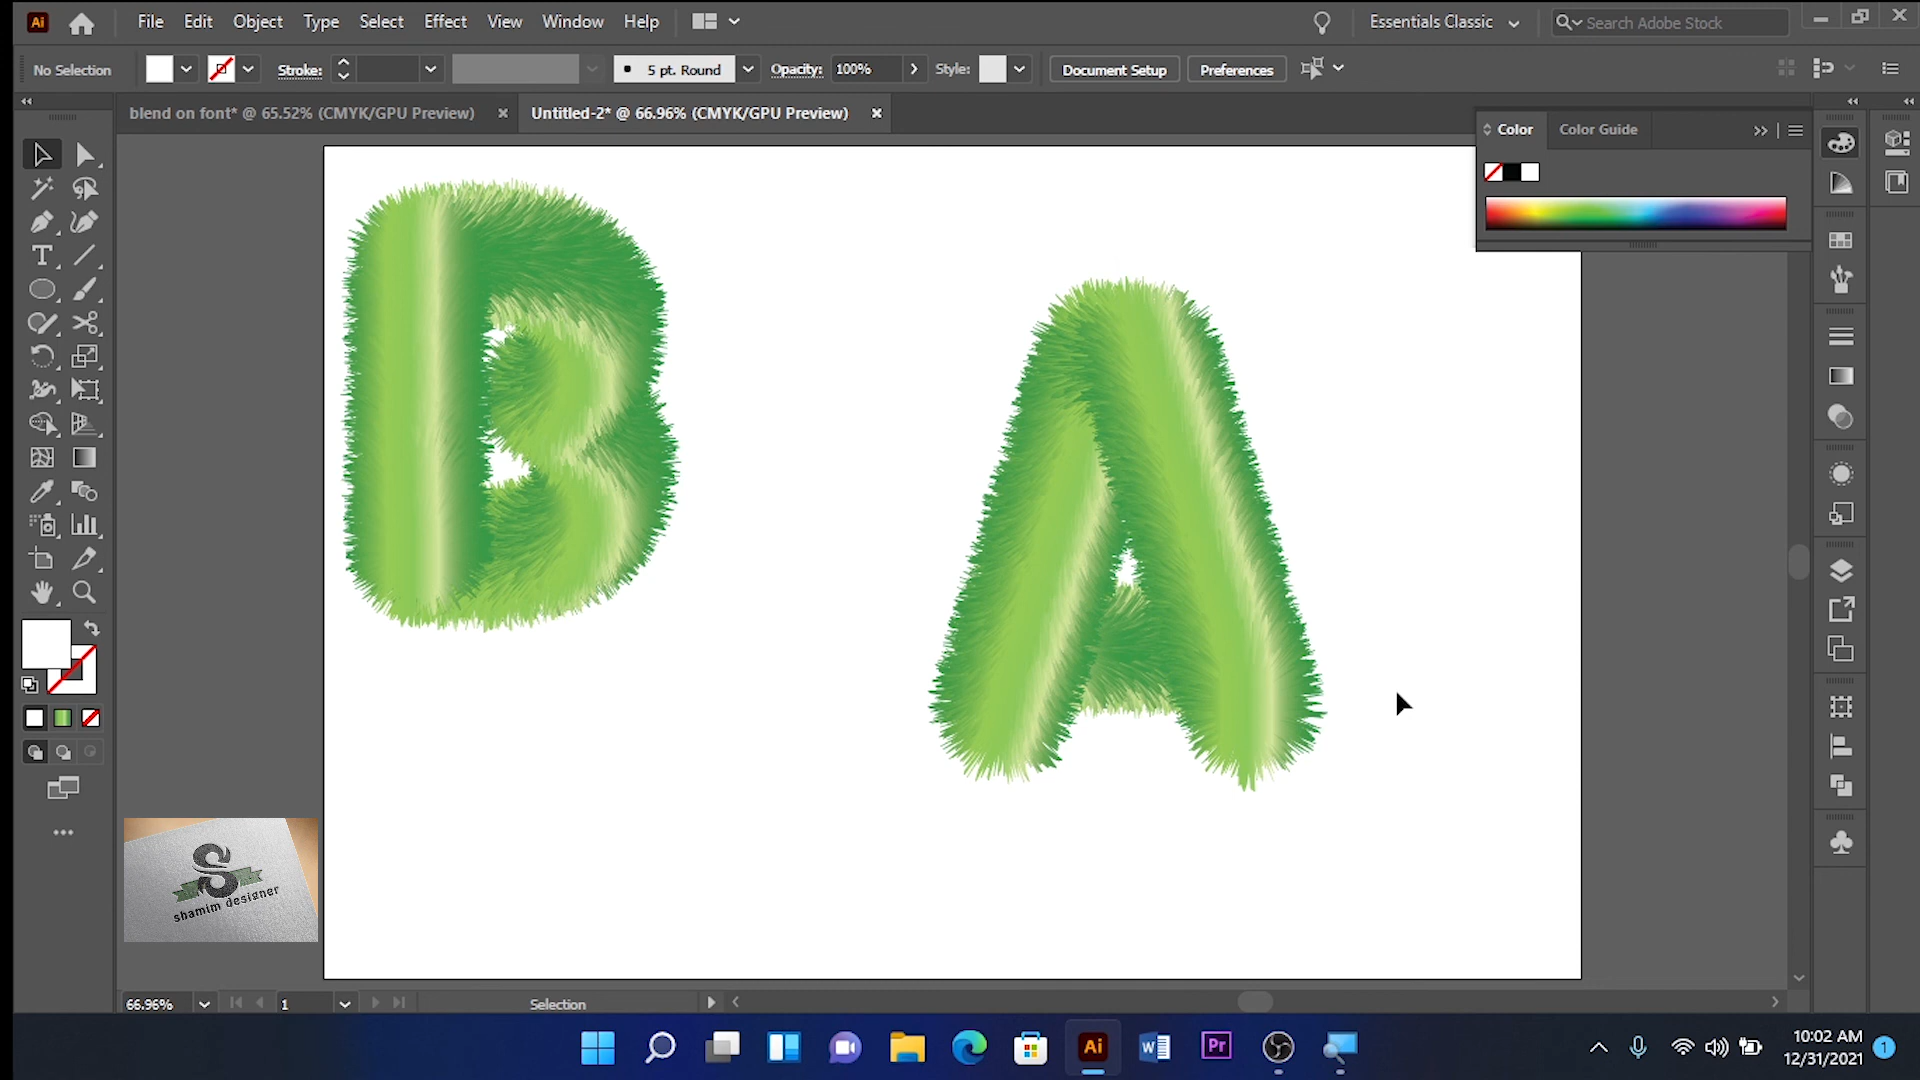 Ai File Edit Object Type Select Effect View Window Help Essentials Classic Search Adobe Stock
No Selection Stroke: 5 pt. Round Opacity: 100% Style: Document Setup Preferences
blend on font* @ 65.52% (CMYK/GPU Preview) Untitled-2* @ 66.96% (CMYK/GPU Preview)
Color Color Guide
B A
S
shamim designer
66.96% 1 Selection
Ai W Pr
10:02 AM
12/31/2021 1